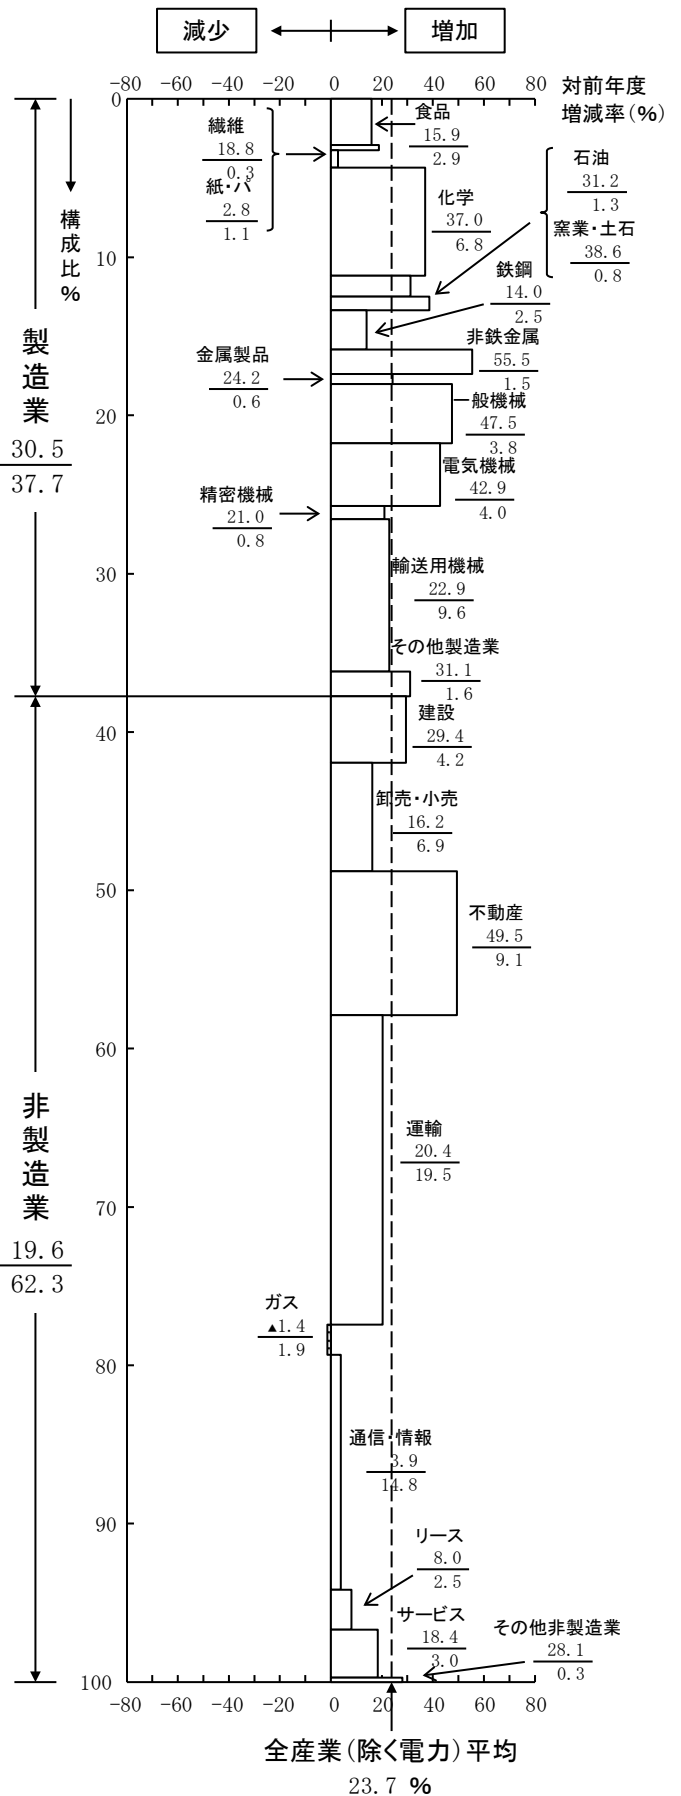 減少 増加
-80 -60 -40 -20 0 20 40 60 80 対前年度
増減率(%)
0
10
20
30
40
50
60
70
80
90
100
構成比%
製造業
30.5
37.7
非製造業
19.6
62.3
食品
15.9
2.9
繊維
18.8
0.3
紙・パ
2.8
1.1
化学
37.0
6.8
石油
31.2
1.3
窯業・土石
38.6
0.8
鉄鋼
14.0
2.5
非鉄金属
55.5
1.5
金属製品
24.2
0.6
一般機械
47.5
3.8
電気機械
42.9
4.0
精密機械
21.0
0.8
輸送用機械
22.9
9.6
その他製造業
31.1
1.6
建設
29.4
4.2
卸売・小売
16.2
6.9
不動産
49.5
9.1
運輸
20.4
19.5
ガス
▲1.4
1.9
通信・情報
3.9
14.8
リース
8.0
2.5
サービス
18.4
3.0
その他非製造業
28.1
0.3
-80 -60 -40 -20 0 20 40 60 80
全産業(除く電力)平均
23.7 %